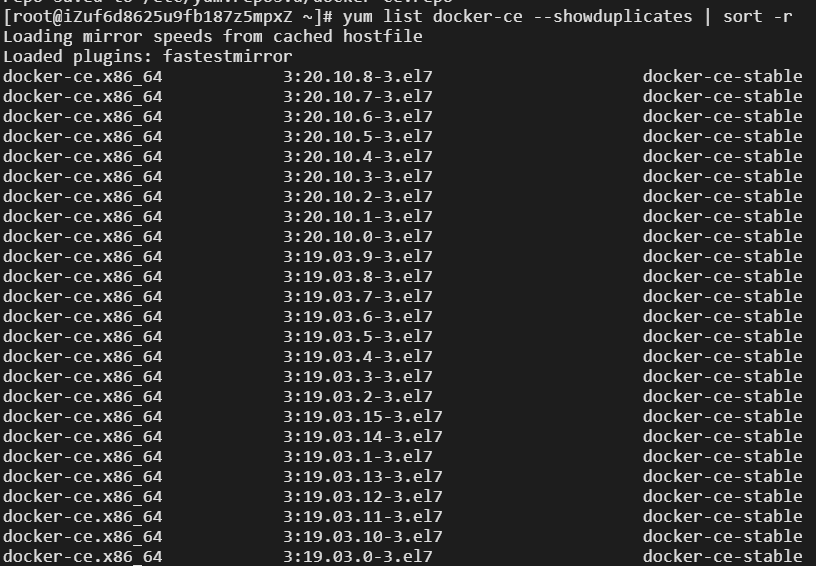 [root@iZuf6d8625u9fb187z5mpxZ ~]# yum list docker-ce --showduplicates | sort -r
Loading mirror speeds from cached hostfile
Loaded plugins: fastestmirror
docker-ce.x86_64 3:20.10.8-3.el7 docker-ce-stable
docker-ce.x86_64 3:20.10.7-3.el7 docker-ce-stable
docker-ce.x86_64 3:20.10.6-3.el7 docker-ce-stable
docker-ce.x86_64 3:20.10.5-3.el7 docker-ce-stable
docker-ce.x86_64 3:20.10.4-3.el7 docker-ce-stable
docker-ce.x86_64 3:20.10.3-3.el7 docker-ce-stable
docker-ce.x86_64 3:20.10.2-3.el7 docker-ce-stable
docker-ce.x86_64 3:20.10.1-3.el7 docker-ce-stable
docker-ce.x86_64 3:20.10.0-3.el7 docker-ce-stable
docker-ce.x86_64 3:19.03.9-3.el7 docker-ce-stable
docker-ce.x86_64 3:19.03.8-3.el7 docker-ce-stable
docker-ce.x86_64 3:19.03.7-3.el7 docker-ce-stable
docker-ce.x86_64 3:19.03.6-3.el7 docker-ce-stable
docker-ce.x86_64 3:19.03.5-3.el7 docker-ce-stable
docker-ce.x86_64 3:19.03.4-3.el7 docker-ce-stable
docker-ce.x86_64 3:19.03.3-3.el7 docker-ce-stable
docker-ce.x86_64 3:19.03.2-3.el7 docker-ce-stable
docker-ce.x86_64 3:19.03.15-3.el7 docker-ce-stable
docker-ce.x86_64 3:19.03.14-3.el7 docker-ce-stable
docker-ce.x86_64 3:19.03.1-3.el7 docker-ce-stable
docker-ce.x86_64 3:19.03.13-3.el7 docker-ce-stable
docker-ce.x86_64 3:19.03.12-3.el7 docker-ce-stable
docker-ce.x86_64 3:19.03.11-3.el7 docker-ce-stable
docker-ce.x86_64 3:19.03.10-3.el7 docker-ce-stable
docker-ce.x86_64 3:19.03.0-3.el7 docker-ce-stable